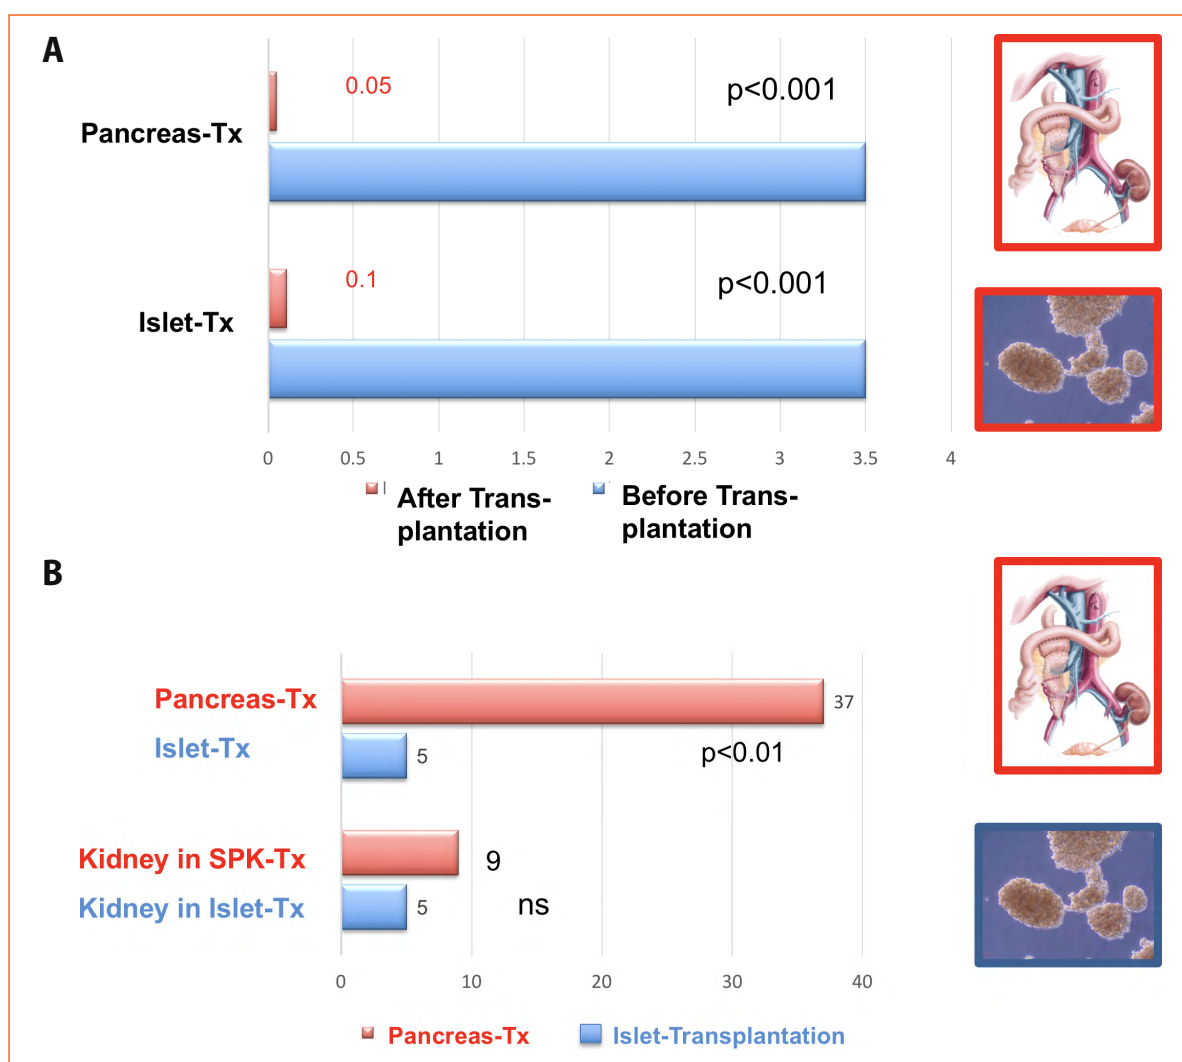 A
0.05
p<0.001
Pancreas-Tx
0.1
p<0.001
Islet-Tx
0 0.5 1 1.5 2 2.5 3 3.5 4
After Trans-
plantation
Before Trans-
plantation
B
Pancreas-Tx
37
Islet-Tx
5
p<0.01
Kidney in SPK-Tx
9
Kidney in Islet-Tx
5
ns
0 10 20 30 40
Pancreas-Tx Islet-Transplantation